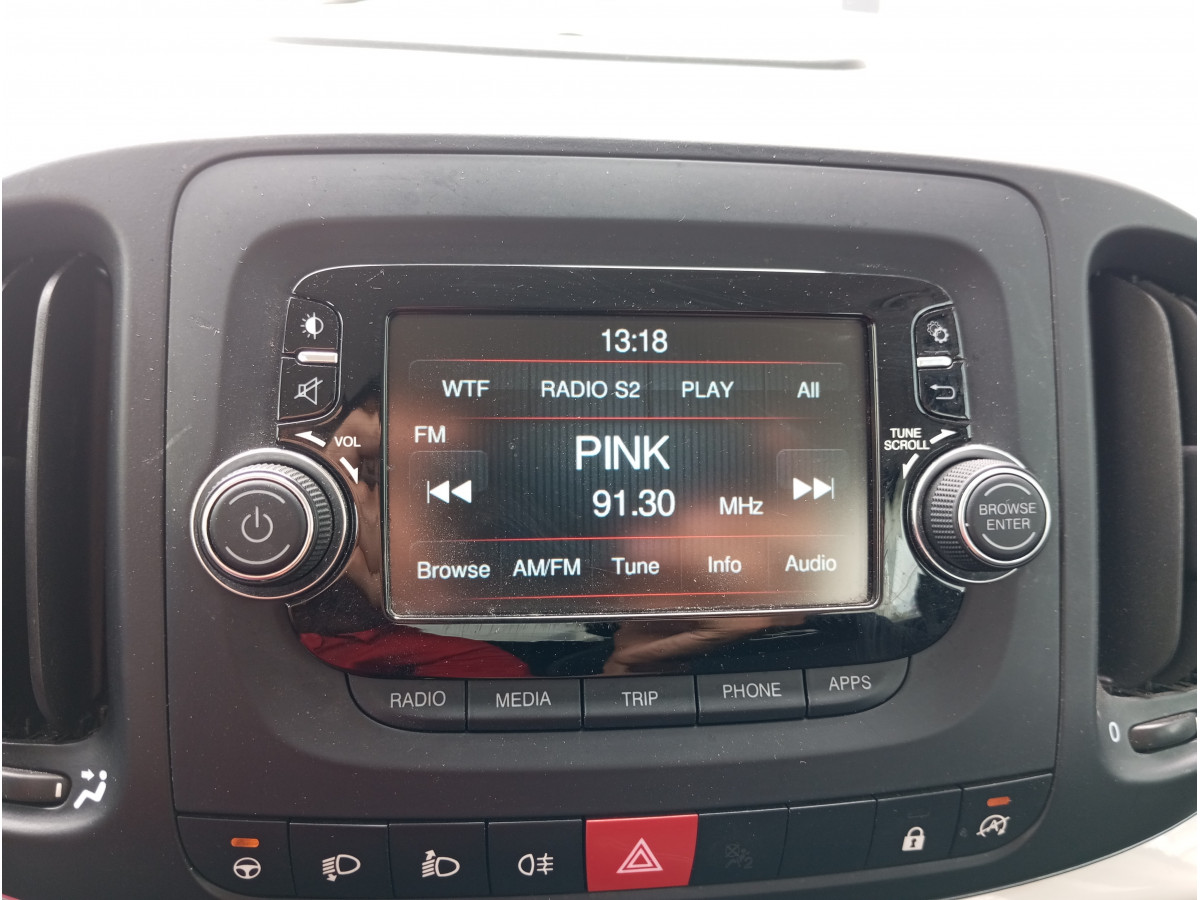 13:18
WTF RADIO S2 PLAY All
FM
PINK
91.30 MHz
Browse AM/FM Tune Info Audio
VOL
TUNE
SCROLL
BROWSE
ENTER
RADIO MEDIA TRIP PHONE APPS
0